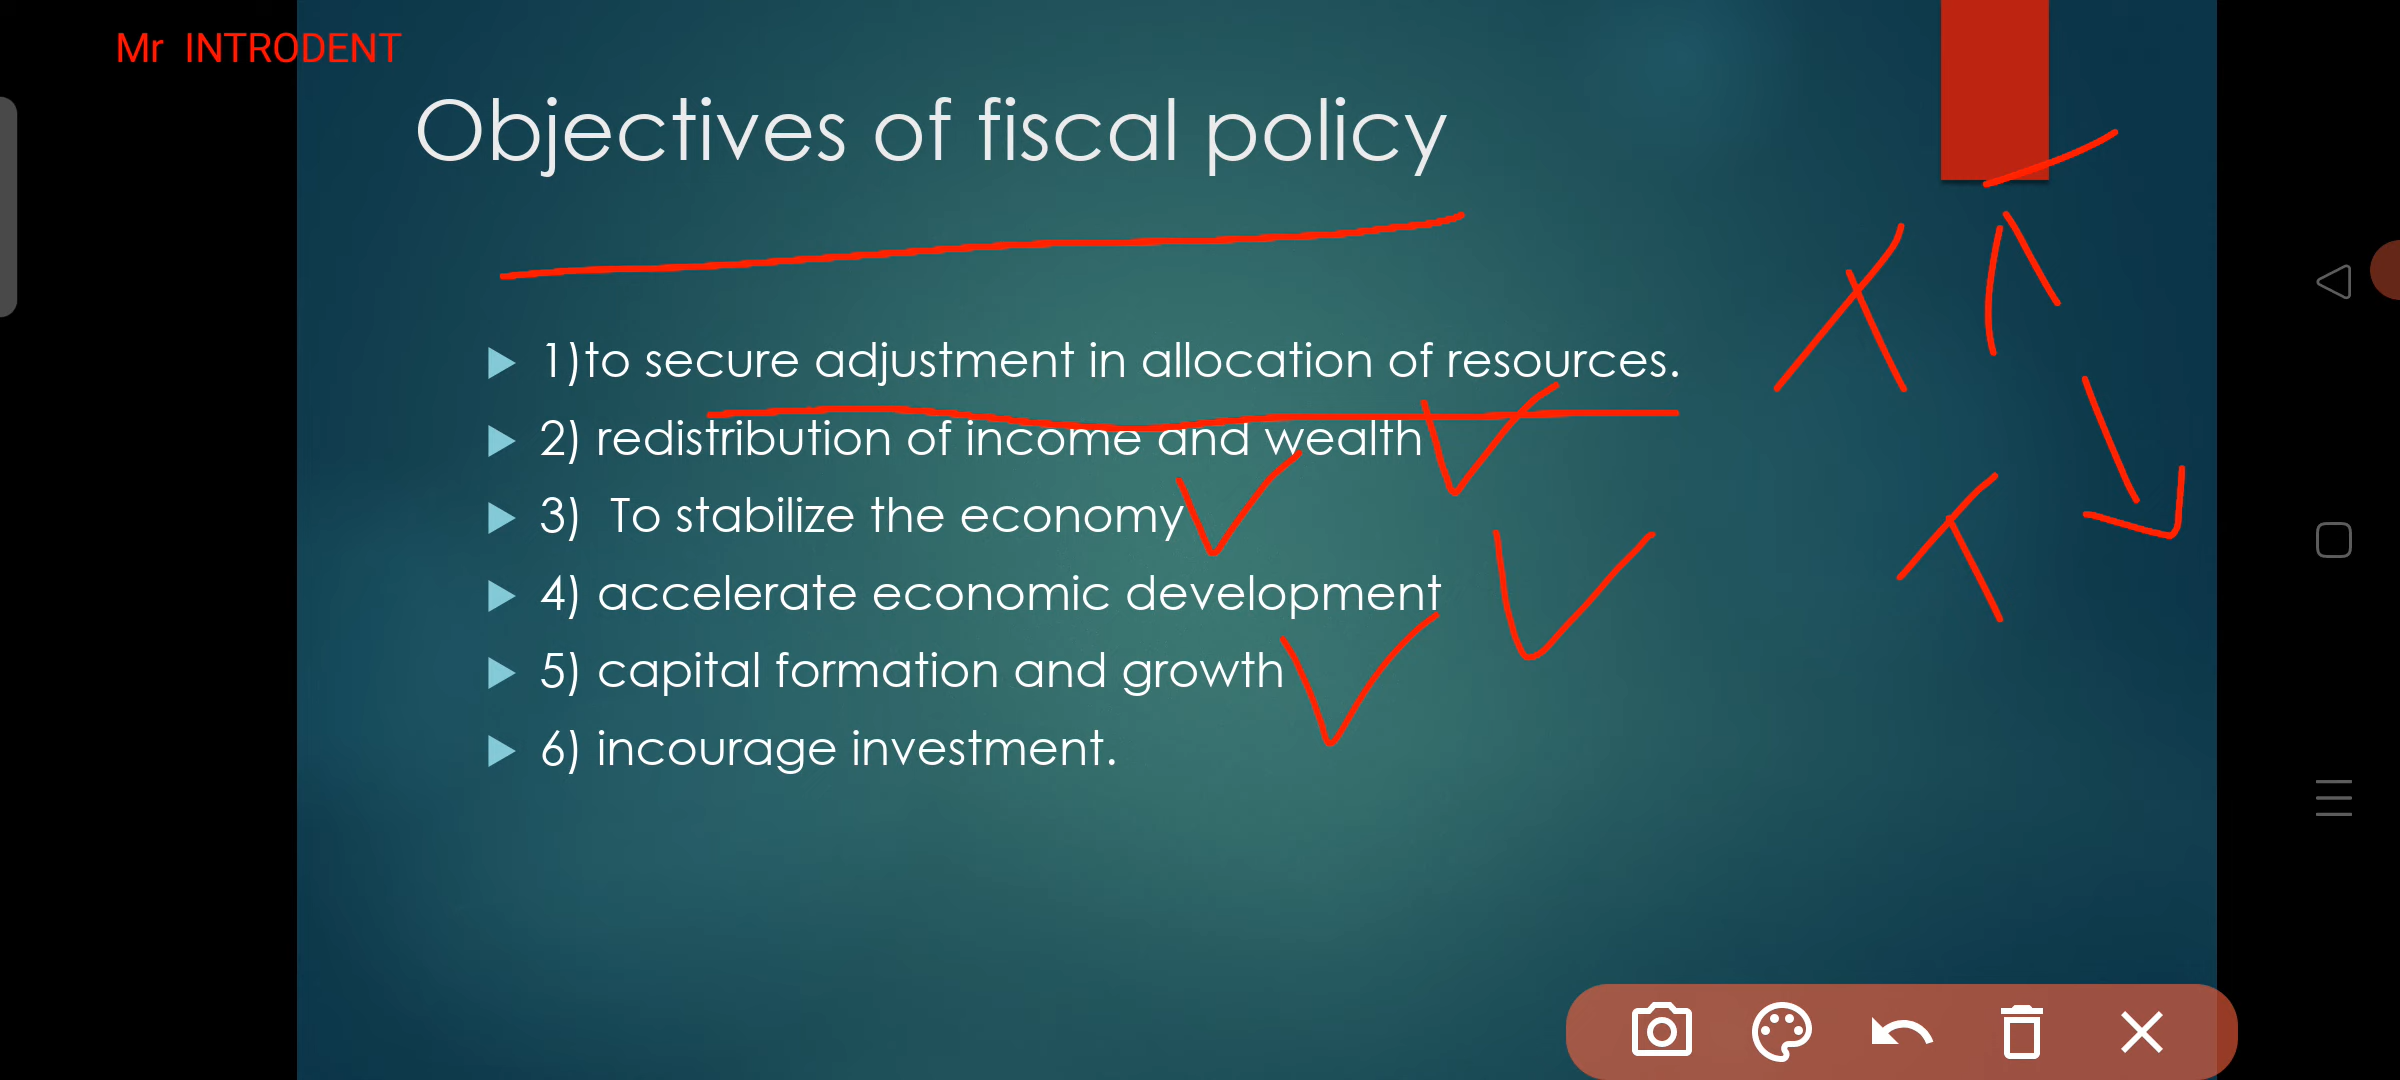 Mr INTRODENT
Objectives of fiscal policy
1)to secure adjustment in allocation of resources.
2) redistribution of income and wealth
3) To stabilize the economy
4) accelerate economic development
5) capital formation and growth
6) incourage investment.